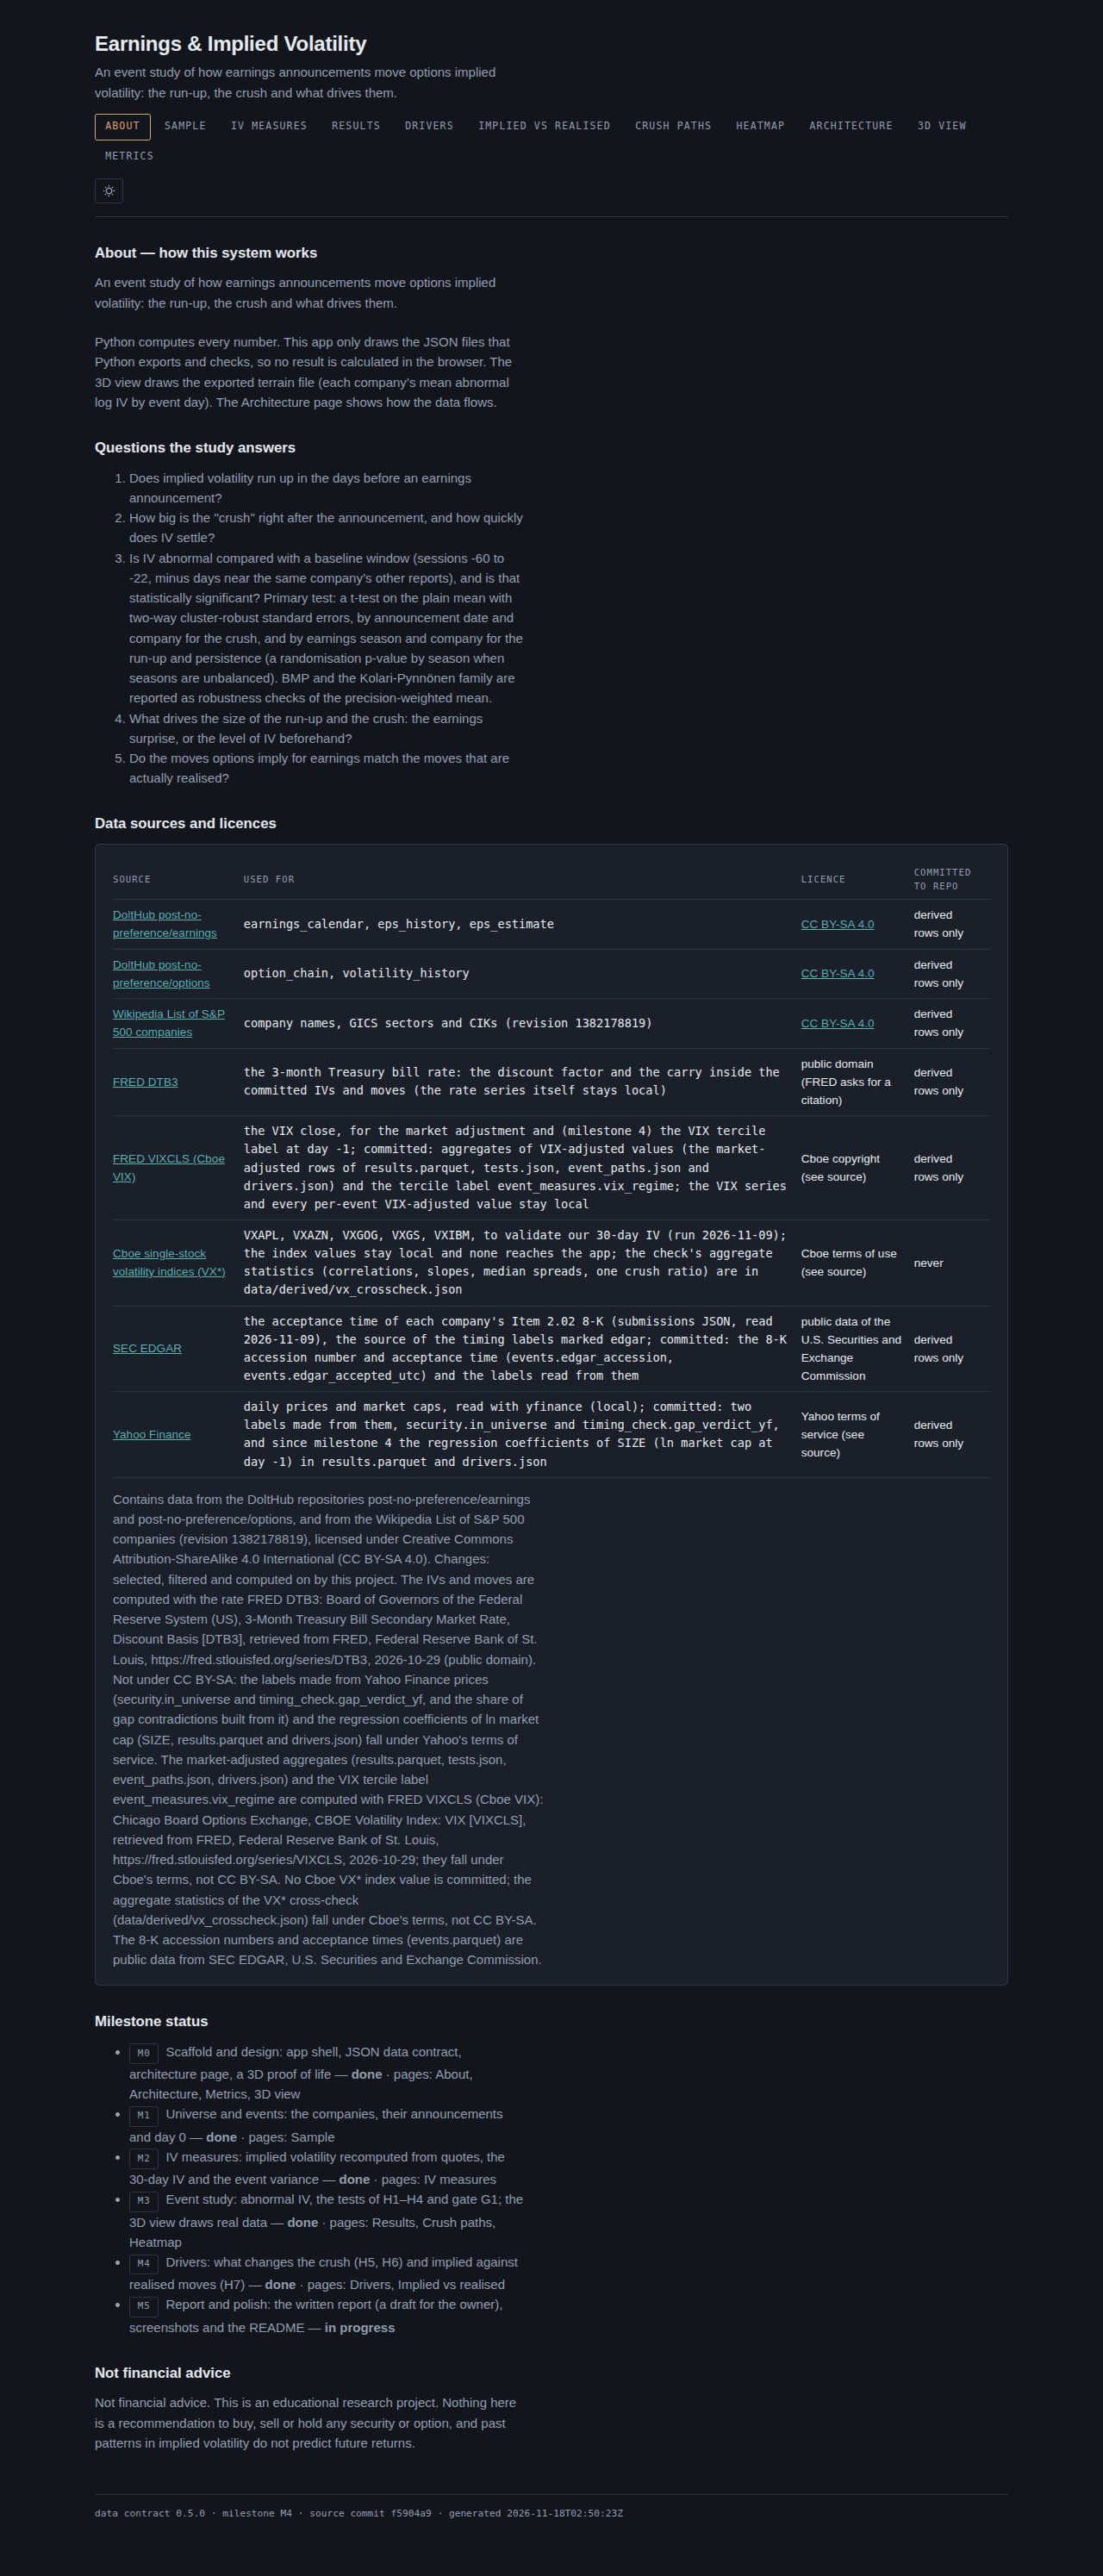 Earnings & Implied Volatility
An event study of how earnings announcements move options implied
volatility: the run-up, the crush and what drives them.
ABOUT SAMPLE IV MEASURES RESULTS DRIVERS IMPLIED VS REALISED CRUSH PATHS HEATMAP ARCHITECTURE 3D VIEW
METRICS
About — how this system works
An event study of how earnings announcements move options implied
volatility: the run-up, the crush and what drives them.
Python computes every number. This app only draws the JSON files that
Python exports and checks, so no result is calculated in the browser. The
3D view draws the exported terrain file (each company's mean abnormal
log IV by event day). The Architecture page shows how the data flows.
Questions the study answers
1. Does implied volatility run up in the days before an earnings
announcement?
2. How big is the "crush" right after the announcement, and how quickly
does IV settle?
3. Is IV abnormal compared with a baseline window (sessions -60 to
-22, minus days near the same company's other reports), and is that
statistically significant? Primary test: a t-test on the plain mean with
two-way cluster-robust standard errors, by announcement date and
company for the crush, and by earnings season and company for the
run-up and persistence (a randomisation p-value by season when
seasons are unbalanced). BMP and the Kolari-Pynnönen family are
reported as robustness checks of the precision-weighted mean.
4. What drives the size of the run-up and the crush: the earnings
surprise, or the level of IV beforehand?
5. Do the moves options imply for earnings match the moves that are
actually realised?
Data sources and licences
SOURCE USED FOR LICENCE COMMITTED
TO REPO
DoltHub post-no-
preference/earnings
earnings_calendar, eps_history, eps_estimate
CC BY-SA 4.0
derived
rows only
DoltHub post-no-
preference/options
option_chain, volatility_history
CC BY-SA 4.0
derived
rows only
Wikipedia List of S&P
500 companies
company names, GICS sectors and CIKs (revision 1382178819)
CC BY-SA 4.0
derived
rows only
FRED DTB3
the 3-month Treasury bill rate: the discount factor and the carry inside the
committed IVs and moves (the rate series itself stays local)
public domain
(FRED asks for a
citation)
derived
rows only
FRED VIXCLS (Cboe
VIX)
the VIX close, for the market adjustment and (milestone 4) the VIX tercile
label at day -1; committed: aggregates of VIX-adjusted values (the market-
adjusted rows of results.parquet, tests.json, event_paths.json and
drivers.json) and the tercile label event_measures.vix_regime; the VIX series
and every per-event VIX-adjusted value stay local
Cboe copyright
(see source)
derived
rows only
Cboe single-stock
volatility indices (VX*)
VXAPL, VXAZN, VXGOG, VXGS, VXIBM, to validate our 30-day IV (run 2026-11-09);
the index values stay local and none reaches the app; the check's aggregate
statistics (correlations, slopes, median spreads, one crush ratio) are in
data/derived/vx_crosscheck.json
Cboe terms of use
(see source)
never
SEC EDGAR
the acceptance time of each company's Item 2.02 8-K (submissions JSON, read
2026-11-09), the source of the timing labels marked edgar; committed: the 8-K
accession number and acceptance time (events.edgar_accession,
events.edgar_accepted_utc) and the labels read from them
public data of the
U.S. Securities and
Exchange
Commission
derived
rows only
Yahoo Finance
daily prices and market caps, read with yfinance (local); committed: two
labels made from them, security.in_universe and timing_check.gap_verdict_yf,
and since milestone 4 the regression coefficients of SIZE (ln market cap at
day -1) in results.parquet and drivers.json
Yahoo terms of
service (see
source)
derived
rows only
Contains data from the DoltHub repositories post-no-preference/earnings
and post-no-preference/options, and from the Wikipedia List of S&P 500
companies (revision 1382178819), licensed under Creative Commons
Attribution-ShareAlike 4.0 International (CC BY-SA 4.0). Changes:
selected, filtered and computed on by this project. The IVs and moves are
computed with the rate FRED DTB3: Board of Governors of the Federal
Reserve System (US), 3-Month Treasury Bill Secondary Market Rate,
Discount Basis [DTB3], retrieved from FRED, Federal Reserve Bank of St.
Louis, https://fred.stlouisfed.org/series/DTB3, 2026-10-29 (public domain).
Not under CC BY-SA: the labels made from Yahoo Finance prices
(security.in_universe and timing_check.gap_verdict_yf, and the share of
gap contradictions built from it) and the regression coefficients of ln market
cap (SIZE, results.parquet and drivers.json) fall under Yahoo's terms of
service. The market-adjusted aggregates (results.parquet, tests.json,
event_paths.json, drivers.json) and the VIX tercile label
event_measures.vix_regime are computed with FRED VIXCLS (Cboe VIX):
Chicago Board Options Exchange, CBOE Volatility Index: VIX [VIXCLS],
retrieved from FRED, Federal Reserve Bank of St. Louis,
https://fred.stlouisfed.org/series/VIXCLS, 2026-10-29; they fall under
Cboe's terms, not CC BY-SA. No Cboe VX* index value is committed; the
aggregate statistics of the VX* cross-check
(data/derived/vx_crosscheck.json) fall under Cboe's terms, not CC BY-SA.
The 8-K accession numbers and acceptance times (events.parquet) are
public data from SEC EDGAR, U.S. Securities and Exchange Commission.
Milestone status
• M0 Scaffold and design: app shell, JSON data contract,
architecture page, a 3D proof of life — done · pages: About,
Architecture, Metrics, 3D view
• M1 Universe and events: the companies, their announcements
and day 0 — done · pages: Sample
• M2 IV measures: implied volatility recomputed from quotes, the
30-day IV and the event variance — done · pages: IV measures
• M3 Event study: abnormal IV, the tests of H1–H4 and gate G1; the
3D view draws real data — done · pages: Results, Crush paths,
Heatmap
• M4 Drivers: what changes the crush (H5, H6) and implied against
realised moves (H7) — done · pages: Drivers, Implied vs realised
• M5 Report and polish: the written report (a draft for the owner),
screenshots and the README — in progress
Not financial advice
Not financial advice. This is an educational research project. Nothing here
is a recommendation to buy, sell or hold any security or option, and past
patterns in implied volatility do not predict future returns.
data contract 0.5.0 · milestone M4 · source commit f5904a9 · generated 2026-11-18T02:50:23Z